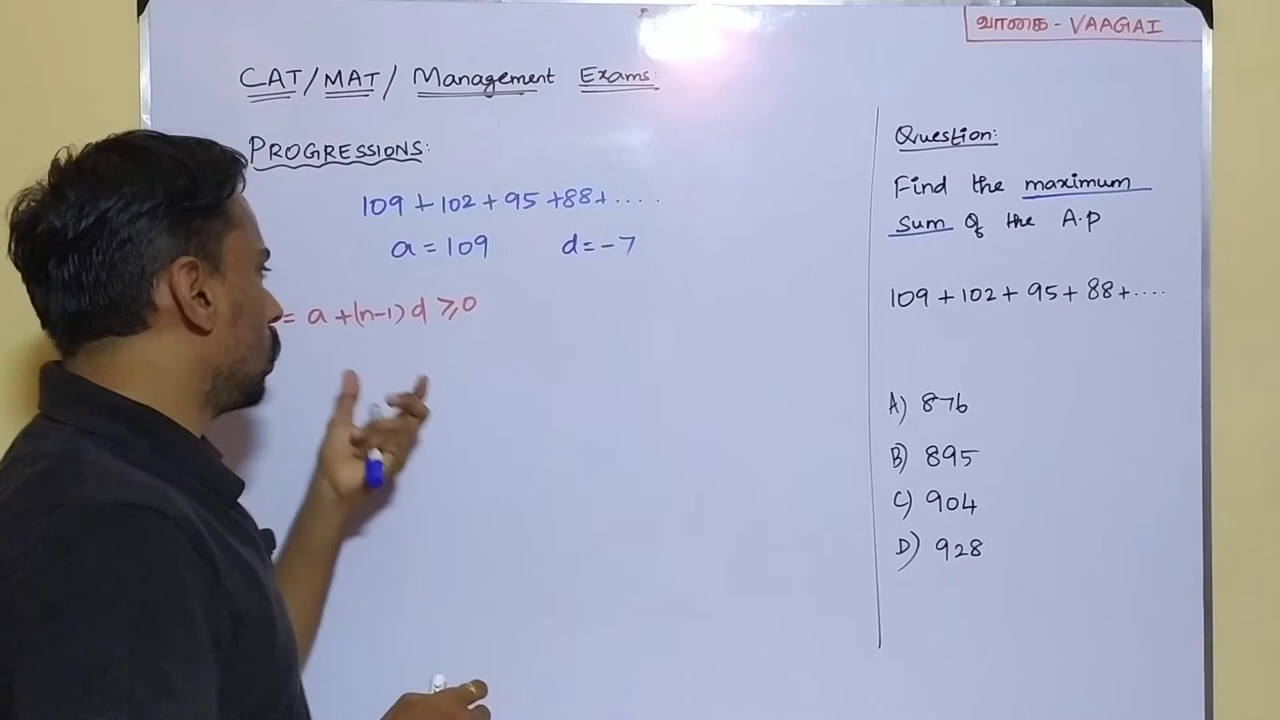 வாகை - VAAGAI
CAT/MAT/ Management Exams:
PROGRESSIONS:
109 + 102 + 95 + 88 + .....
a = 109 d = -7
= a + (n-1) d ≥ 0
Question:
Find the maximum
sum of the A.P
109 + 102 + 95 + 88 + ....
A) 876
B) 895
C) 904
D) 928